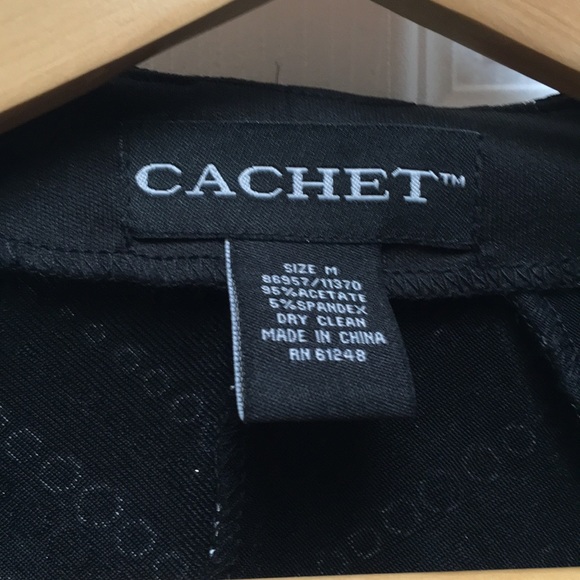 CACHET™
SIZE M
86957/11370
95%ACETATE
5%SPANDEX
DRY CLEAN
MADE IN CHINA
RN 61248